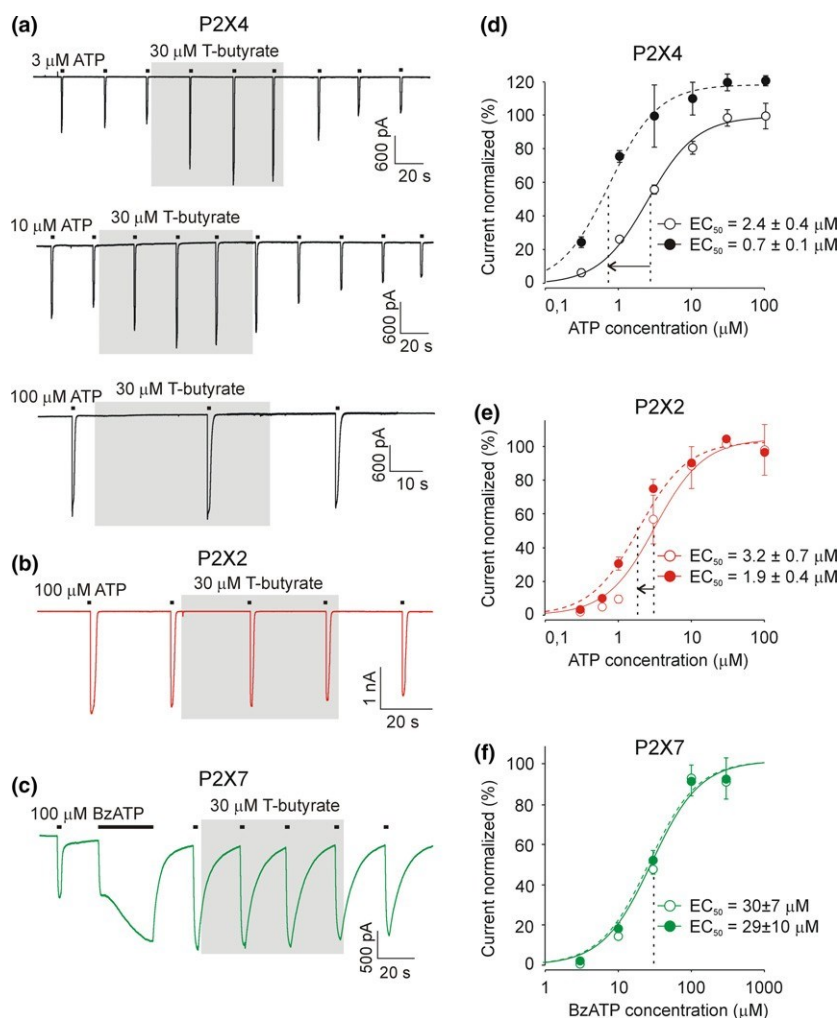 (a)
P2X4
30 μM T-butyrate
3 μM ATP
600 pA
20 s
30 μM T-butyrate
10 μM ATP
600 pA
20 s
30 μM T-butyrate
100 μM ATP
600 pA
10 s
(b)
P2X2
30 μM T-butyrate
100 μM ATP
1 nA
20 s
(c)
P2X7
30 μM T-butyrate
100 μM BzATP
500 pA
20 s
(d)
P2X4
Current normalized (%)
120
100
80
60
40
20
0
EC₅₀ = 2.4 ± 0.4 μM
EC₅₀ = 0.7 ± 0.1 μM
0,1 1 10 100
ATP concentration (μM)
(e)
P2X2
Current normalized (%)
100
80
60
40
20
0
EC₅₀ = 3.2 ± 0.7 μM
EC₅₀ = 1.9 ± 0.4 μM
0,1 1 10 100
ATP concentration (μM)
(f)
P2X7
Current normalized (%)
100
80
60
40
20
0
EC₅₀ = 30±7 μM
EC₅₀ = 29±10 μM
1 10 100 1000
BzATP concentration (μM)